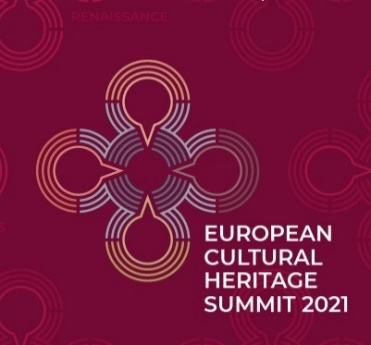 RENAISSANCE
EUROPEAN
CULTURAL
HERITAGE
SUMMIT 2021